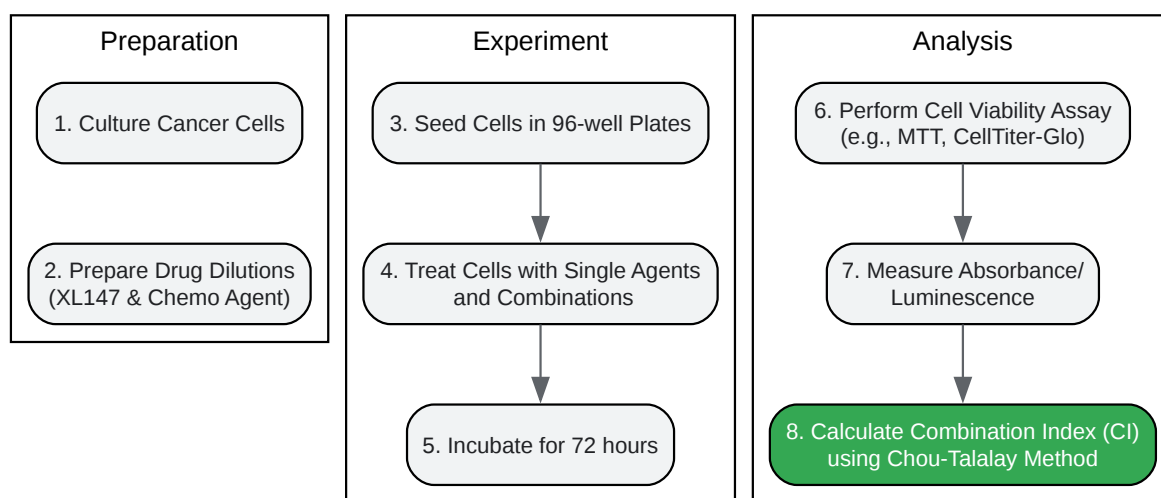 Preparation
1. Culture Cancer Cells
2. Prepare Drug Dilutions
(XL147 & Chemo Agent)
Experiment
3. Seed Cells in 96-well Plates
4. Treat Cells with Single Agents
and Combinations
5. Incubate for 72 hours
Analysis
6. Perform Cell Viability Assay
(e.g., MTT, CellTiter-Glo)
7. Measure Absorbance/
Luminescence
8. Calculate Combination Index (CI)
using Chou-Talalay Method